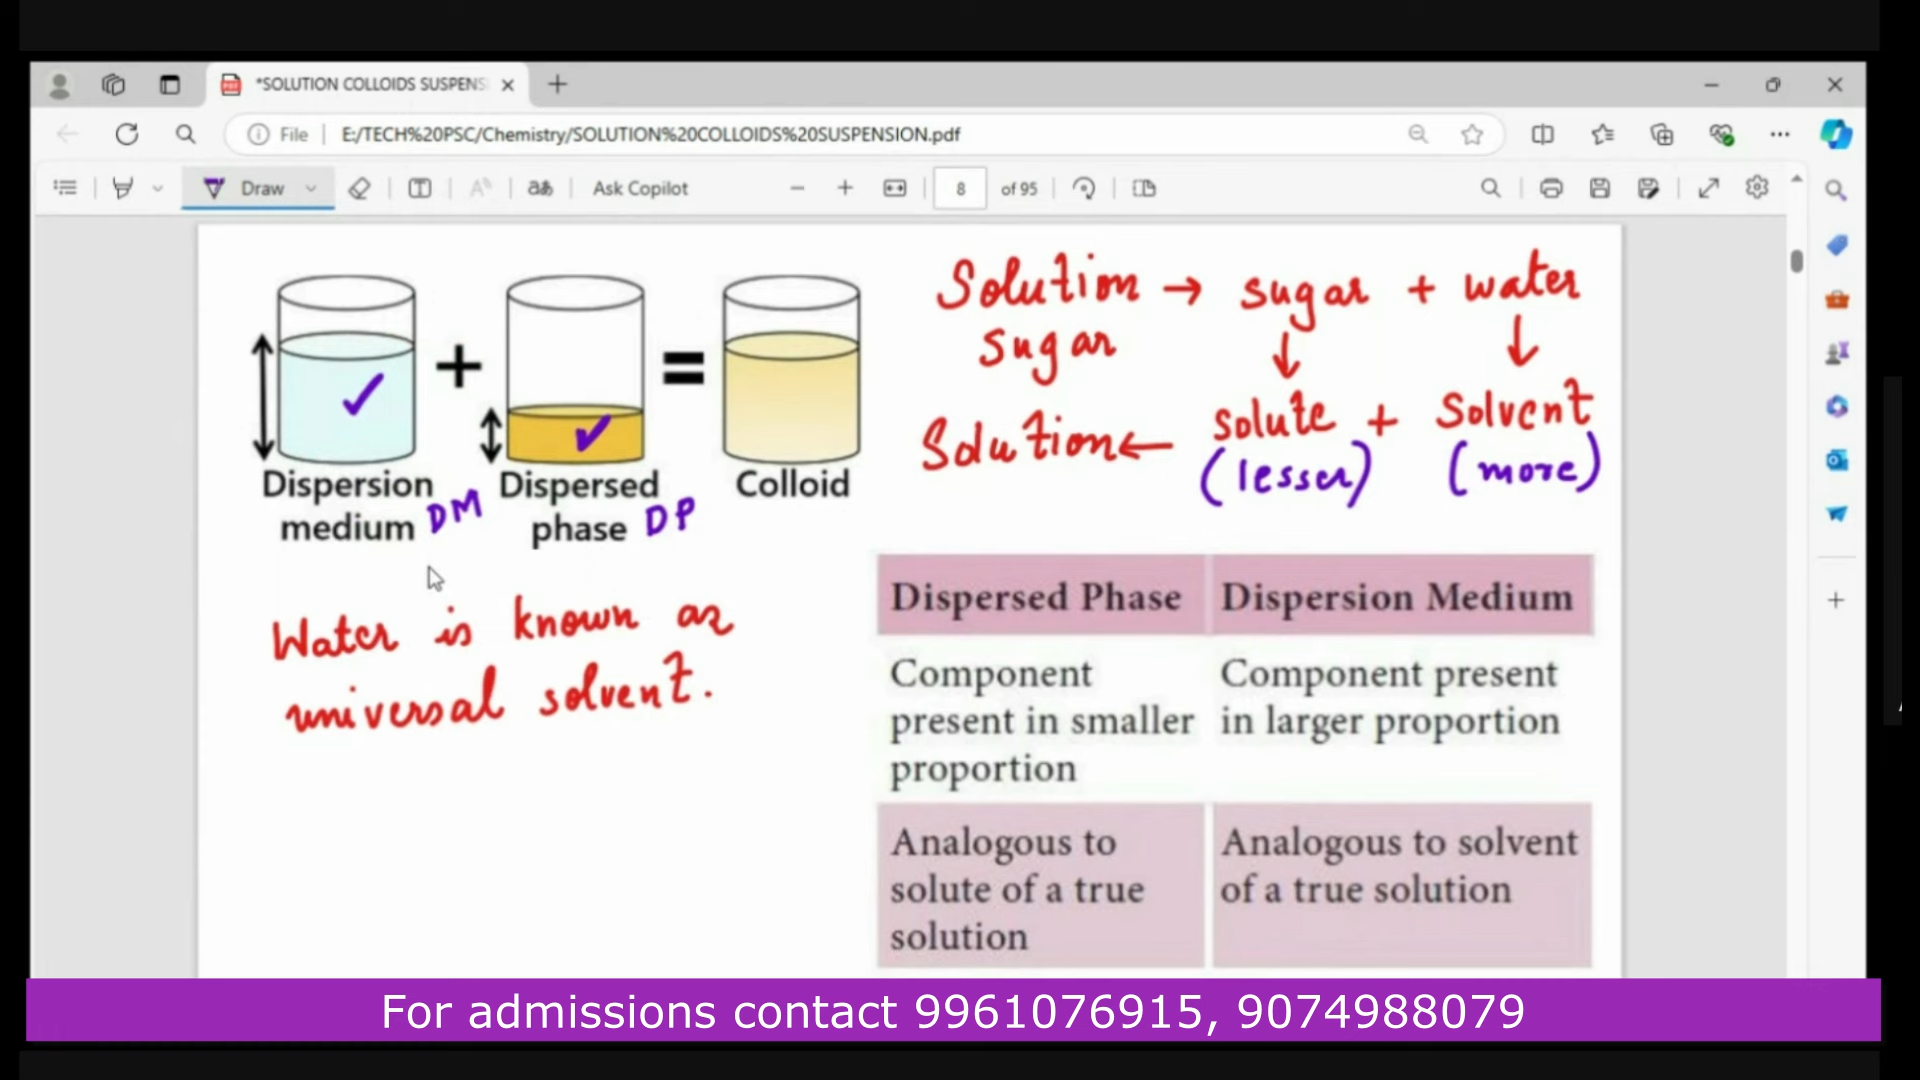 *SOLUTION COLLOIDS SUSPENS
File E:/TECH%20PSC/Chemistry/SOLUTION%20COLLOIDS%20SUSPENSION.pdf
Draw Ask Copilot 8 of 95
Dispersion medium DM
Dispersed phase DP
Colloid
Solution → sugar + water
sugar
Solution ← solute + Solvent
(lesser) (more)
Water is known as
universal solvent.
Dispersed Phase Dispersion Medium
Component present in smaller proportion
Component present in larger proportion
Analogous to solute of a true solution
Analogous to solvent of a true solution
For admissions contact 9961076915, 9074988079